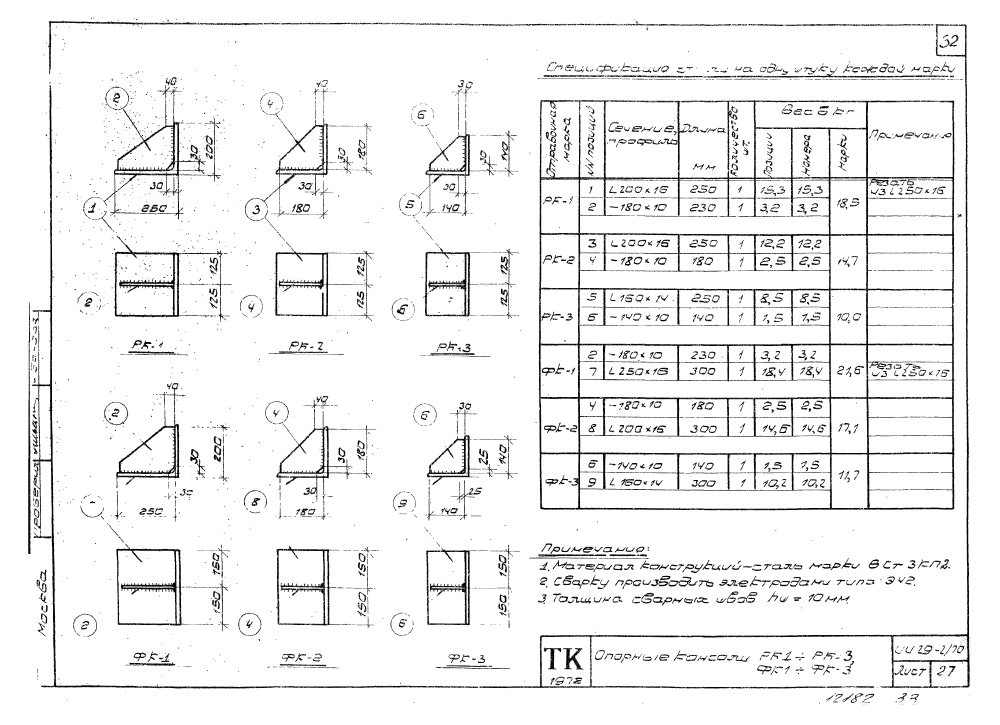 32
Спецификация стали на одну штуку каждой марки
Отправочная марка | NN позиций | Сечение, профиль | Длина мм | Количество шт. | Вес в кг | Примечания
позиции | номера | марки
РК-1 | 1 | L200×16 | 250 | 1 | 15,3 | 15,3 | 18,5 | Резать из L250×16
2 | -180×10 | 230 | 1 | 3,2 | 3,2
РК-2 | 3 | L200×16 | 250 | 1 | 12,2 | 12,2 | 14,7
4 | -180×10 | 180 | 1 | 2,5 | 2,5
РК-3 | 5 | L160×14 | 250 | 1 | 8,5 | 8,5 | 10,0
6 | -140×10 | 140 | 1 | 1,5 | 1,5
ФК-1 | 2 | -180×10 | 230 | 1 | 3,2 | 3,2 | 21,6
7 | L250×16 | 300 | 1 | 18,4 | 18,4 | Резать из L250×16
ФК-2 | 4 | -180×10 | 180 | 1 | 2,5 | 2,5 | 17,1
8 | L200×16 | 300 | 1 | 14,6 | 14,6
ФК-3 | 6 | -140×10 | 140 | 1 | 1,5 | 1,5 | 11,7
9 | L160×14 | 300 | 1 | 10,2 | 10,2
40 2 200 30 30 1 250
40 4 180 30 30 3 180
30 6 140 30 30 5 140
2 125 125
4 125 125
6 125 125
РК-1 РК-2 РК-3
40 2 200 30 30 250
40 4 180 30 30 8 180
30 6 140 25 25 9 140
2 150 150
4 150 150
6 150 150
ФК-1 ФК-2 ФК-3
Примечания:
1. Материал конструкций-сталь марки В Ст 3 кп2.
2. Сварку производить электродами типа Э42.
3. Толщина сварных швов hш = 10 мм.
ТК
1972
Опорные консоли РК1 ÷ РК-3,
ФК1 ÷ ФК-3
ИИ 29-2/70
Лист 27
12182 33
Москва